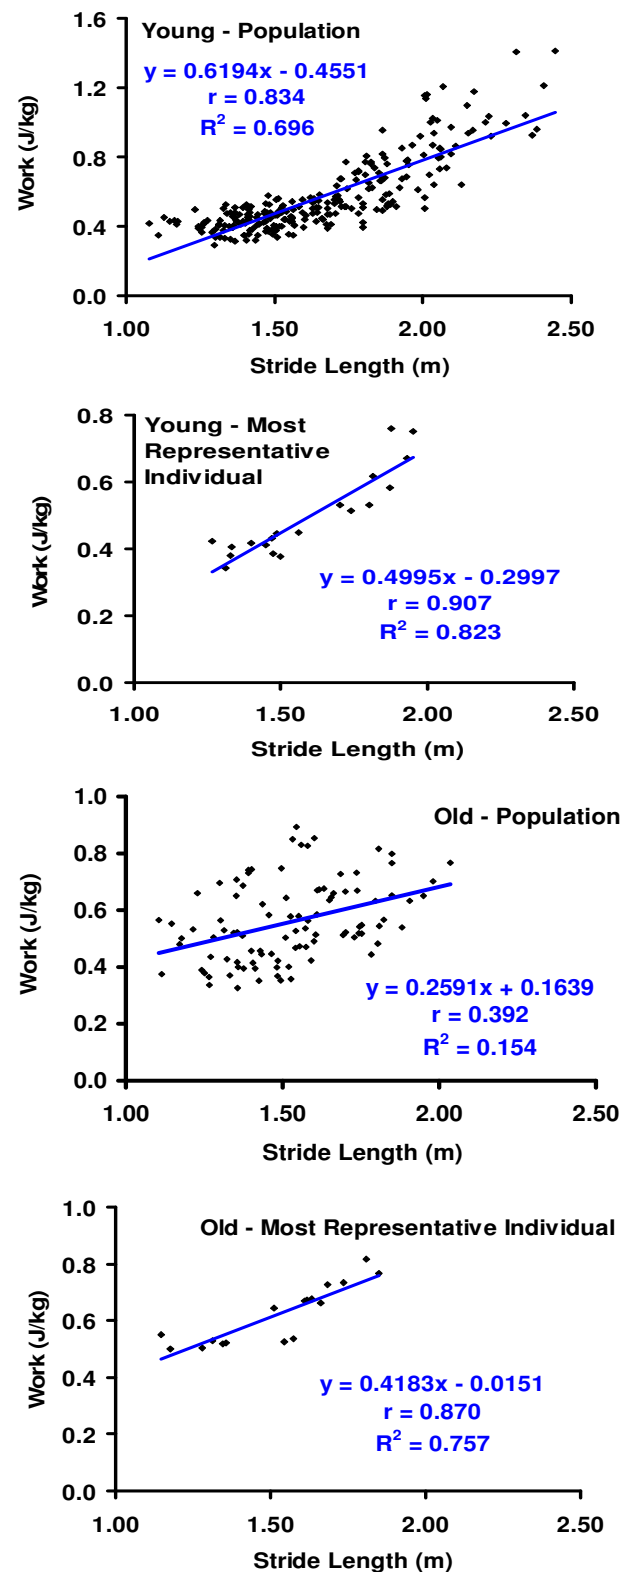 Young - Population
y = 0.6194x - 0.4551
r = 0.834
R² = 0.696
1.6
1.2
0.8
0.4
0.0
Work (J/kg)
1.00 1.50 2.00 2.50
Stride Length (m)
Young - Most
Representative
Individual
0.8
0.6
0.4
0.2
0.0
Work (J/kg)
y = 0.4995x - 0.2997
r = 0.907
R² = 0.823
1.00 1.50 2.00 2.50
Stride Length (m)
Old - Population
1.0
0.8
0.6
0.4
0.2
0.0
Work (J/kg)
y = 0.2591x + 0.1639
r = 0.392
R² = 0.154
1.00 1.50 2.00 2.50
Stride Length (m)
Old - Most Representative Individual
1.0
0.8
0.6
0.4
0.2
0.0
Work (J/kg)
y = 0.4183x - 0.0151
r = 0.870
R² = 0.757
1.00 1.50 2.00 2.50
Stride Length (m)